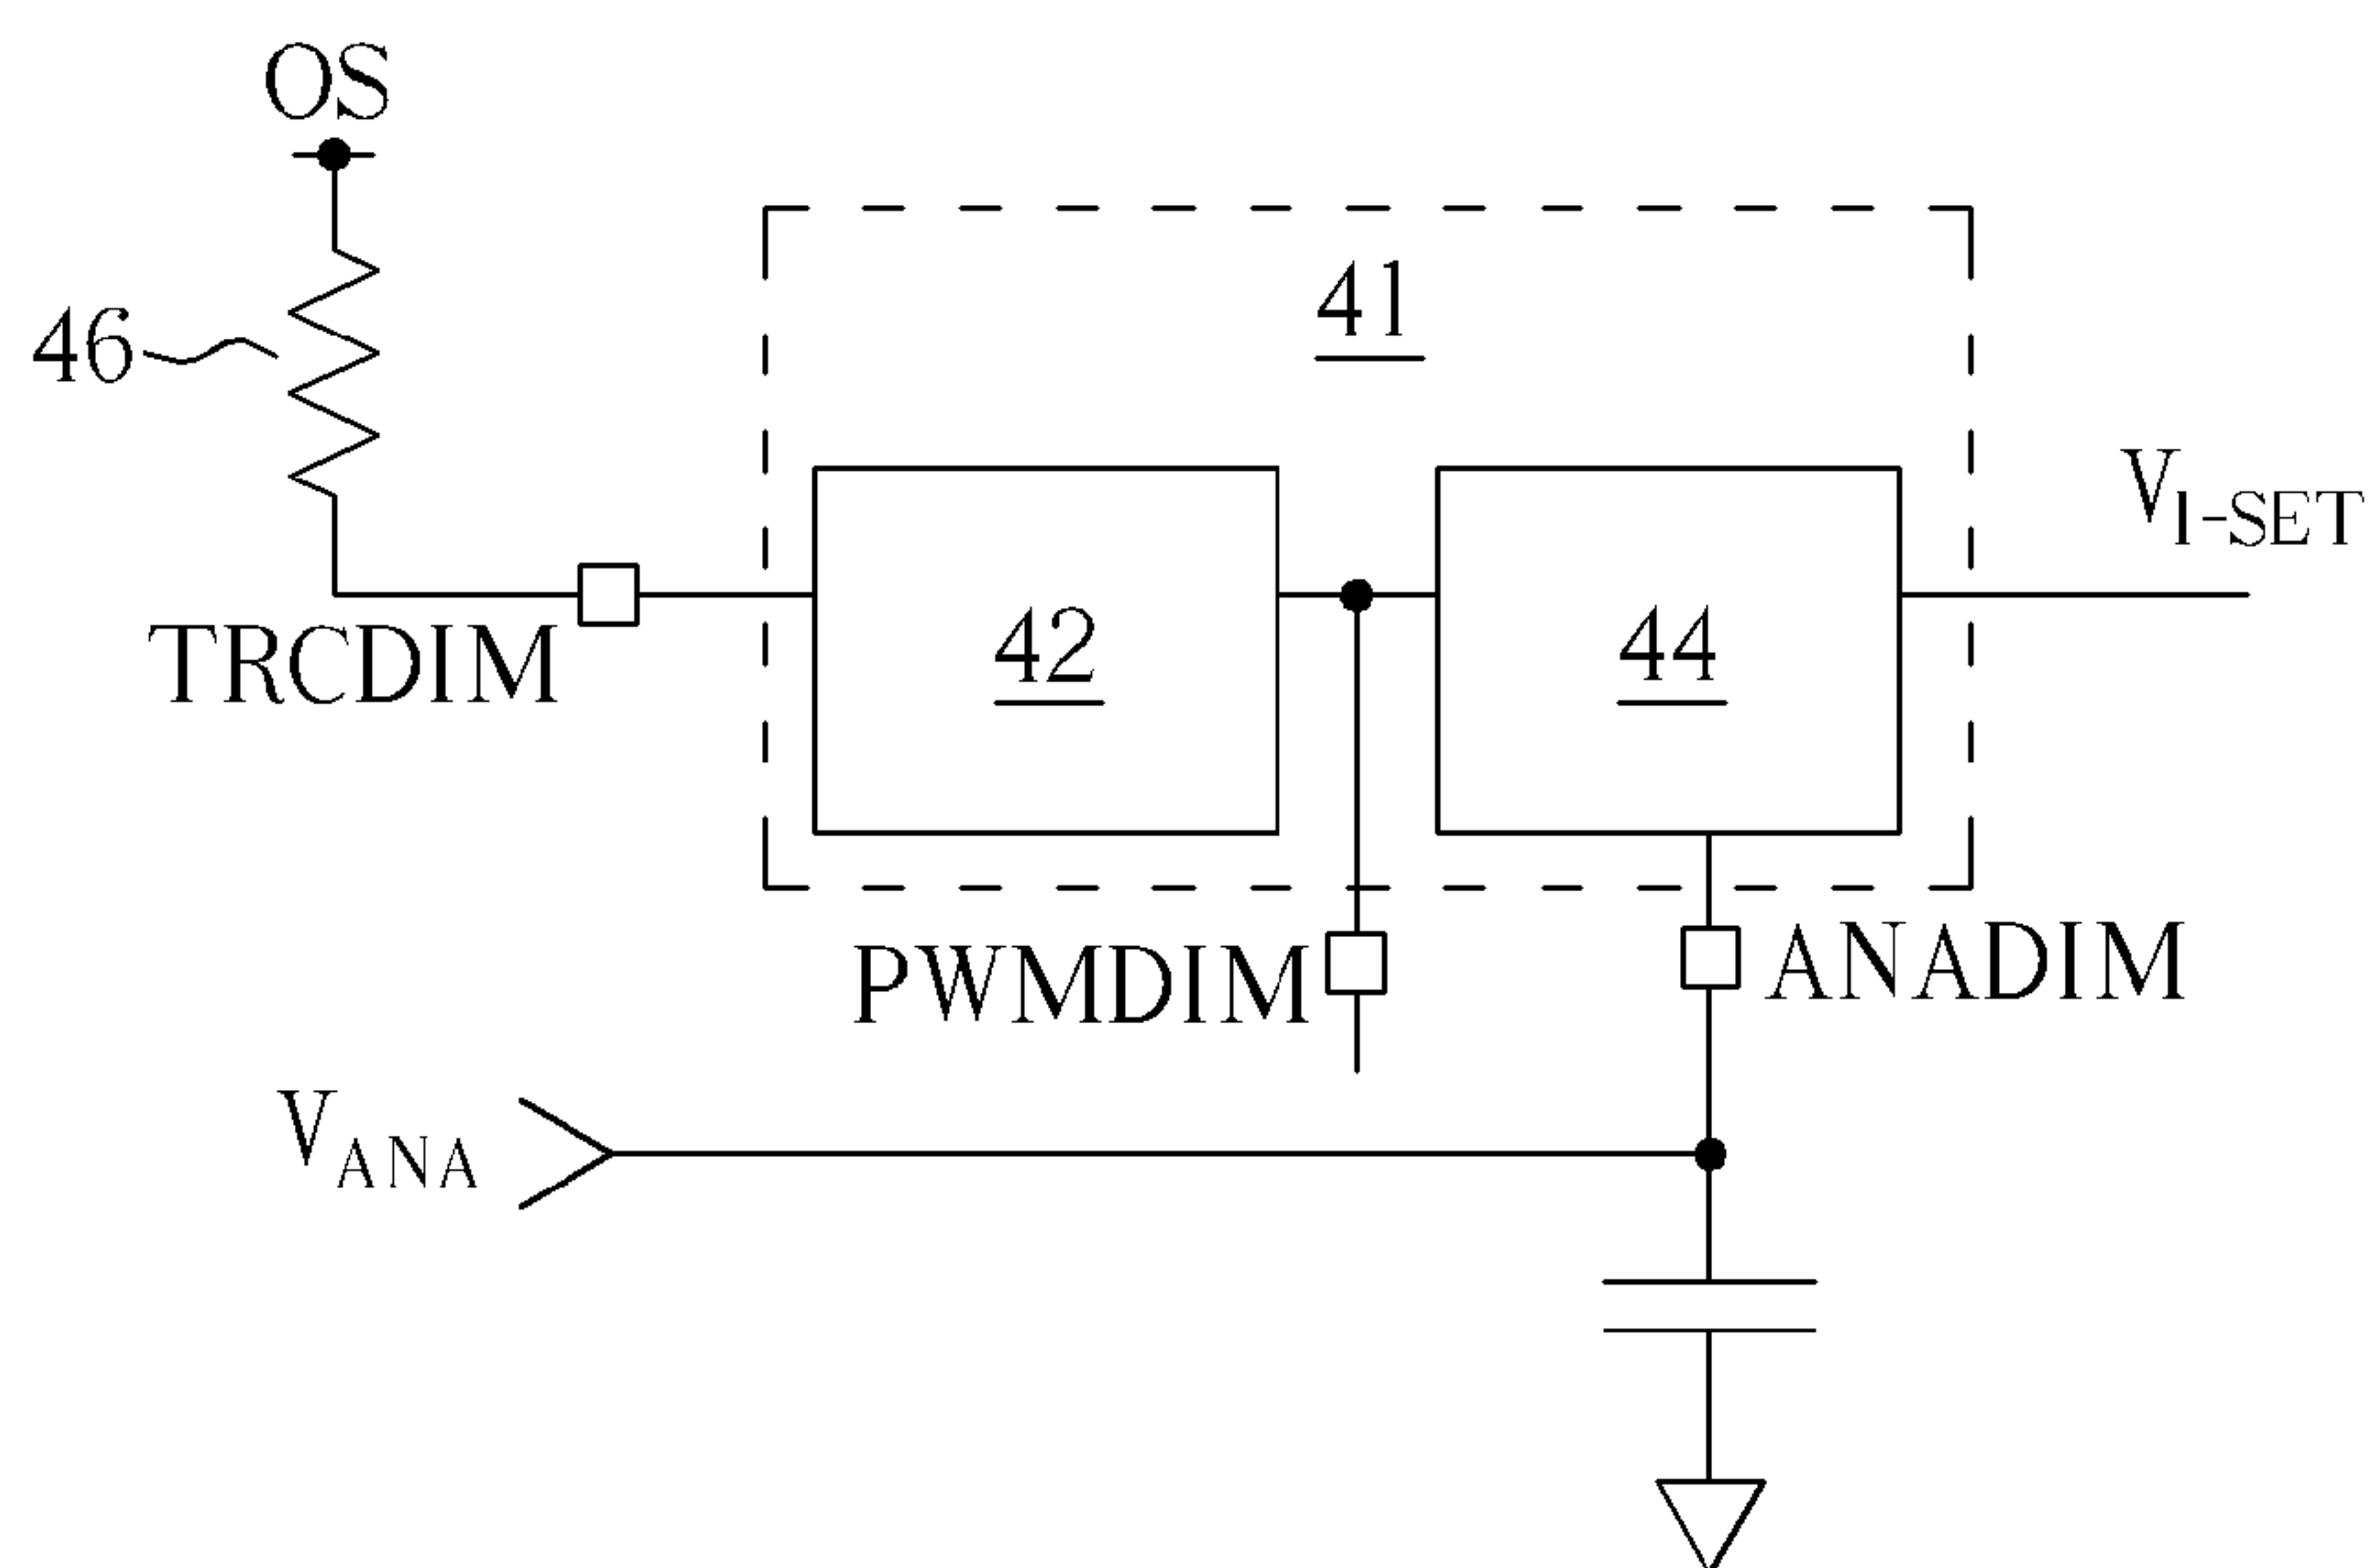 OS
46
41
V_I-SET
42
44
TRCDIM
PWMDIM
ANADIM
V_ANA